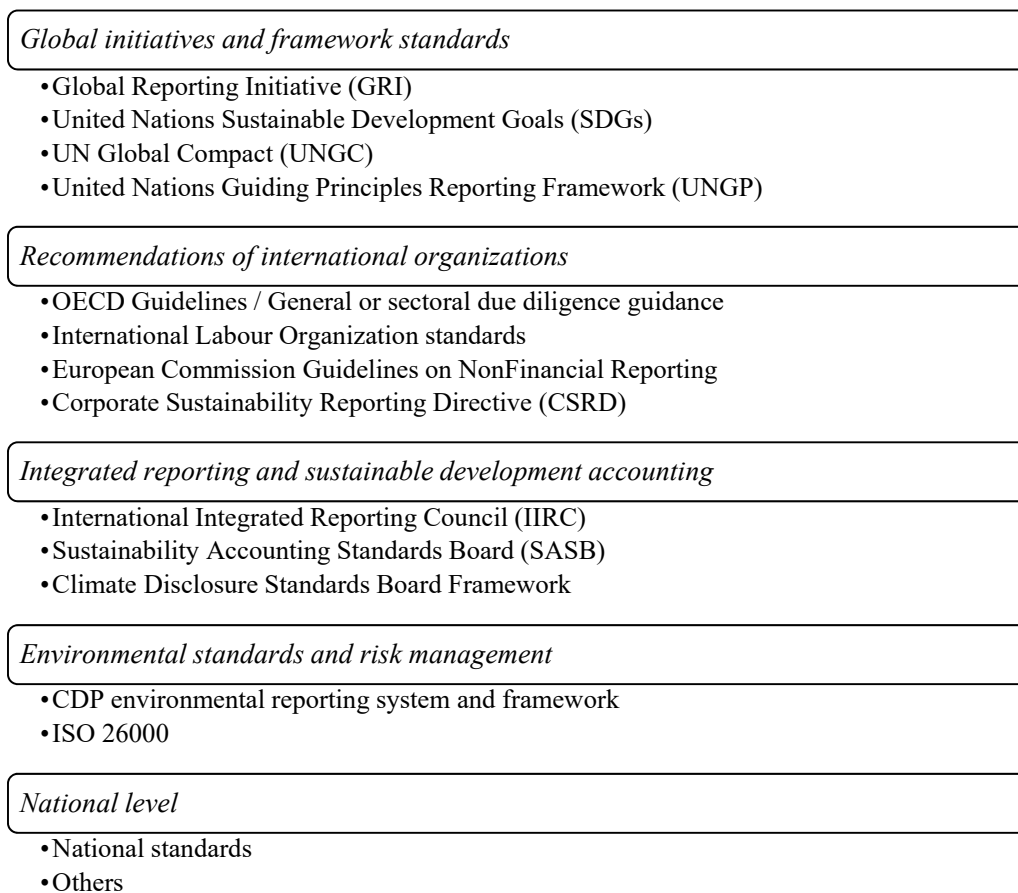 Global initiatives and framework standards
•Global Reporting Initiative (GRI)
•United Nations Sustainable Development Goals (SDGs)
•UN Global Compact (UNGC)
•United Nations Guiding Principles Reporting Framework (UNGP)
Recommendations of international organizations
•OECD Guidelines / General or sectoral due diligence guidance
•International Labour Organization standards
•European Commission Guidelines on NonFinancial Reporting
•Corporate Sustainability Reporting Directive (CSRD)
Integrated reporting and sustainable development accounting
•International Integrated Reporting Council (IIRC)
•Sustainability Accounting Standards Board (SASB)
•Climate Disclosure Standards Board Framework
Environmental standards and risk management
•CDP environmental reporting system and framework
•ISO 26000
National level
•National standards
•Others